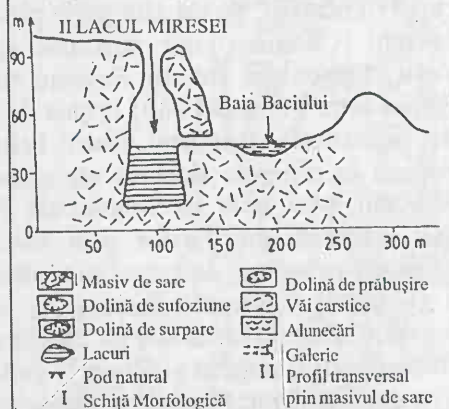 II LACUL MIRESEI
90
Baia Baciului
60
30
0
50 100 150 200 250 300 m
Masiv de sare
Dolină de sufoziune
Dolină de surpare
Lacuri
Pod natural
I Schiță Morfologică
Dolină de prăbușire
Văi carstice
Alunecări
Galerie
II Profil transversal
prin masivul de sare